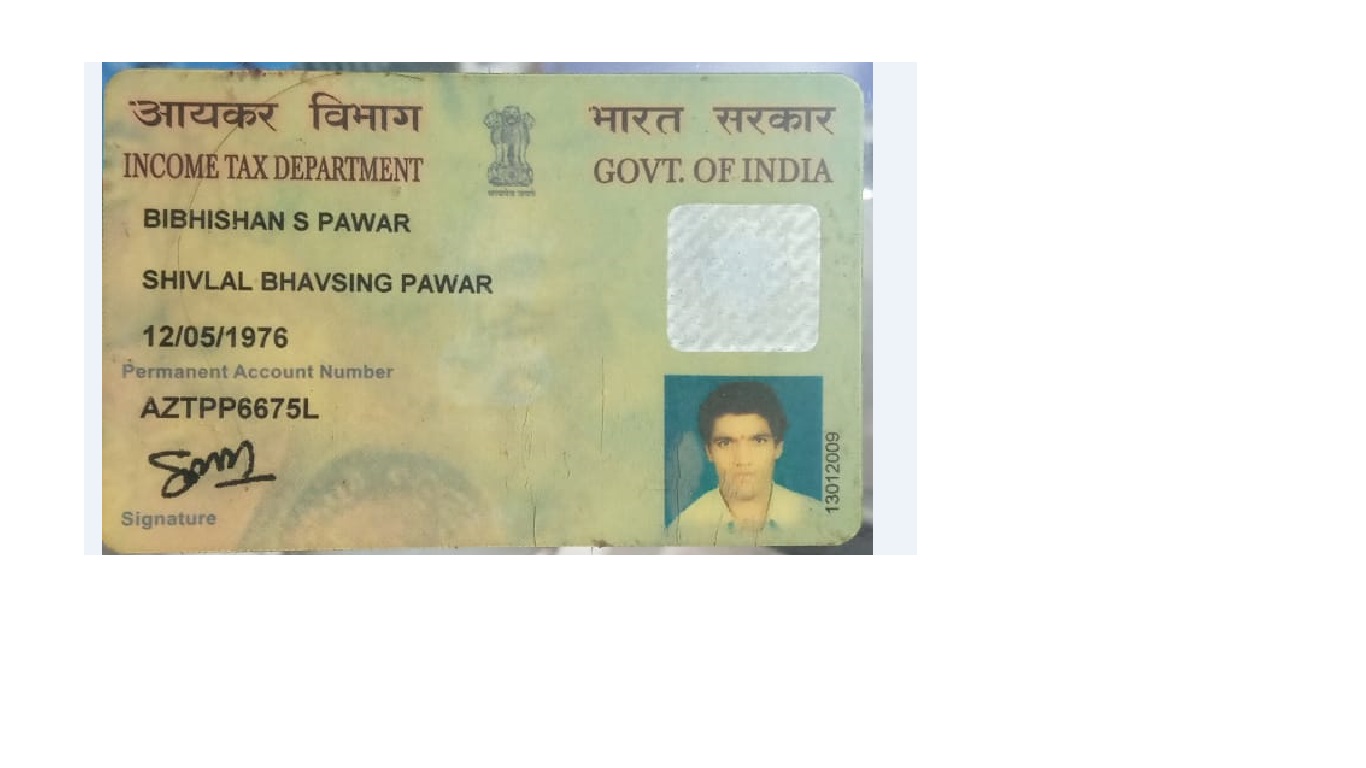 आयकर विभाग
भारत सरकार
INCOME TAX DEPARTMENT
GOVT. OF INDIA
BIBHISHAN S PAWAR
SHIVLAL BHAVSING PAWAR
12/05/1976
Permanent Account Number
AZTPP6675L
Signature
13012009